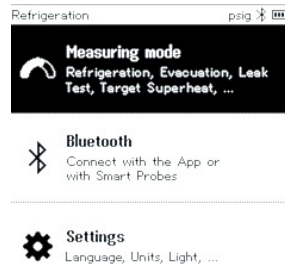 Refrigeration psig
Measuring mode
Refrigeration, Evacuation, Leak
Test, Target Superheat, ...
Bluetooth
Connect with the App or
with Smart Probes
Settings
Language, Units, Light, ...